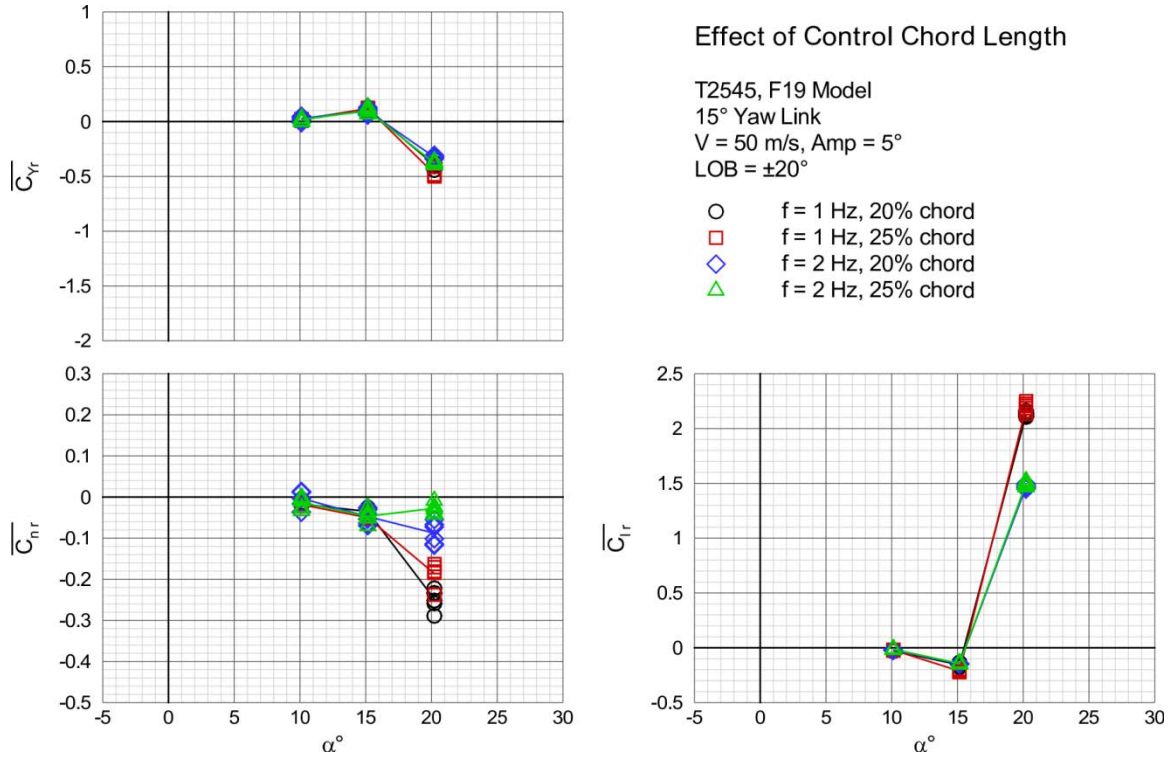 Effect of Control Chord Length
T2545, F19 Model
15° Yaw Link
V = 50 m/s, Amp = 5°
LOB = ±20°
f = 1 Hz, 20% chord
f = 1 Hz, 25% chord
f = 2 Hz, 20% chord
f = 2 Hz, 25% chord
1
0.5
0
-0.5
-1
-1.5
-2
CYr
0.3
0.2
0.1
0
-0.1
-0.2
-0.3
-0.4
-0.5
Cnr
-5 0 5 10 15 20 25 30
α°
2.5
2
1.5
1
0.5
0
-0.5
Clr
-5 0 5 10 15 20 25 30
α°